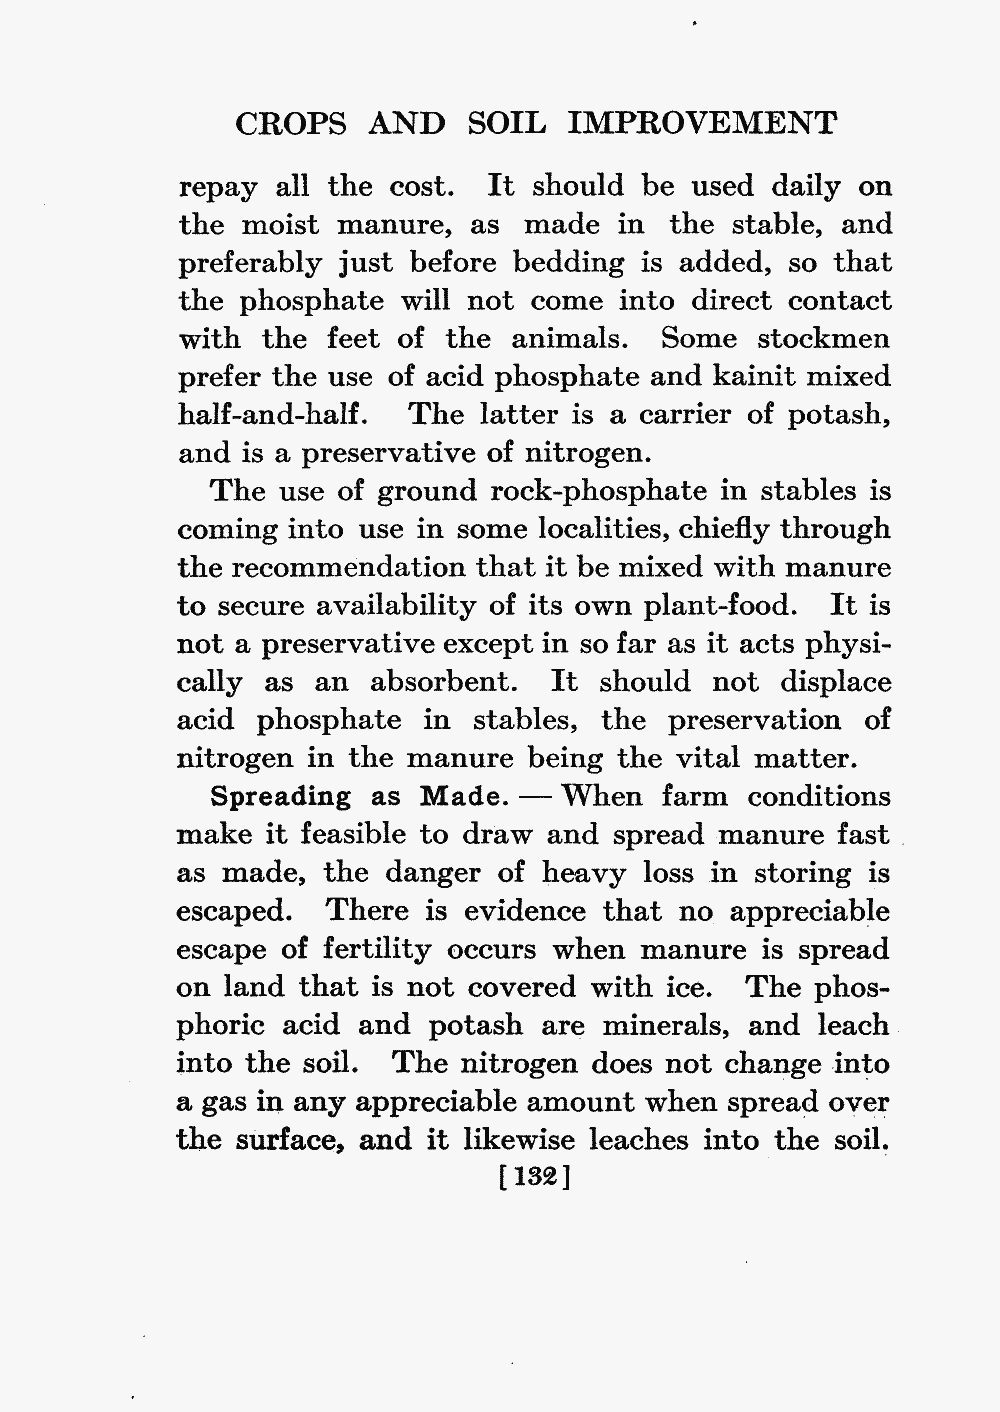 CROPS AND SOIL IMPROVEMENT
repay all the cost. It should be used daily on
the moist manure, as made in the stable, and
preferably just before bedding is added, so that
the phosphate will not come into direct contact
with the feet of the animals. Some stockmen
prefer the use of acid phosphate and kainit mixed
half-and-half. The latter is a carrier of potash,
and is a preservative of nitrogen.
The use of ground rock-phosphate in stables is
coming into use in some localities, chiefly through
the recommendation that it be mixed with manure
to secure availability of its own plant-food. It is
not a preservative except in so far as it acts physi-
cally as an absorbent. It should not displace
acid phosphate in stables, the preservation of
nitrogen in the manure being the vital matter.
Spreading as Made. — When farm conditions
make it feasible to draw and spread manure fast
as made, the danger of heavy loss in storing is
escaped. There is evidence that no appreciable
escape of fertility occurs when manure is spread
on land that is not covered with ice. The phos-
phoric acid and potash are minerals, and leach
into the soil. The nitrogen does not change into
a gas in any appreciable amount when spread over
the surface, and it likewise leaches into the soil.
[132]